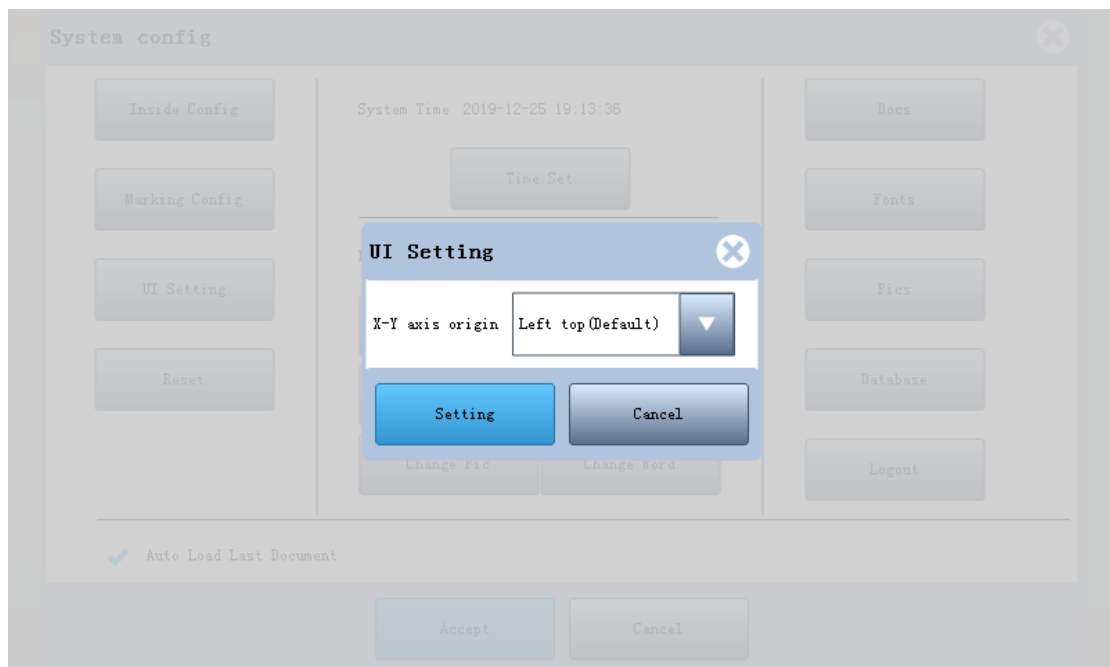 System config
Inside Config
System Time 2019-12-25 19:13:36
Docs
Time Set
Marking Config
Fonts
UI Setting
UI Setting
Pics
X-Y axis origin Left top(Default)
Reset
Database
Setting
Cancel
Change Pic
Change Word
Logout
Auto Load Last Document
Accept
Cancel